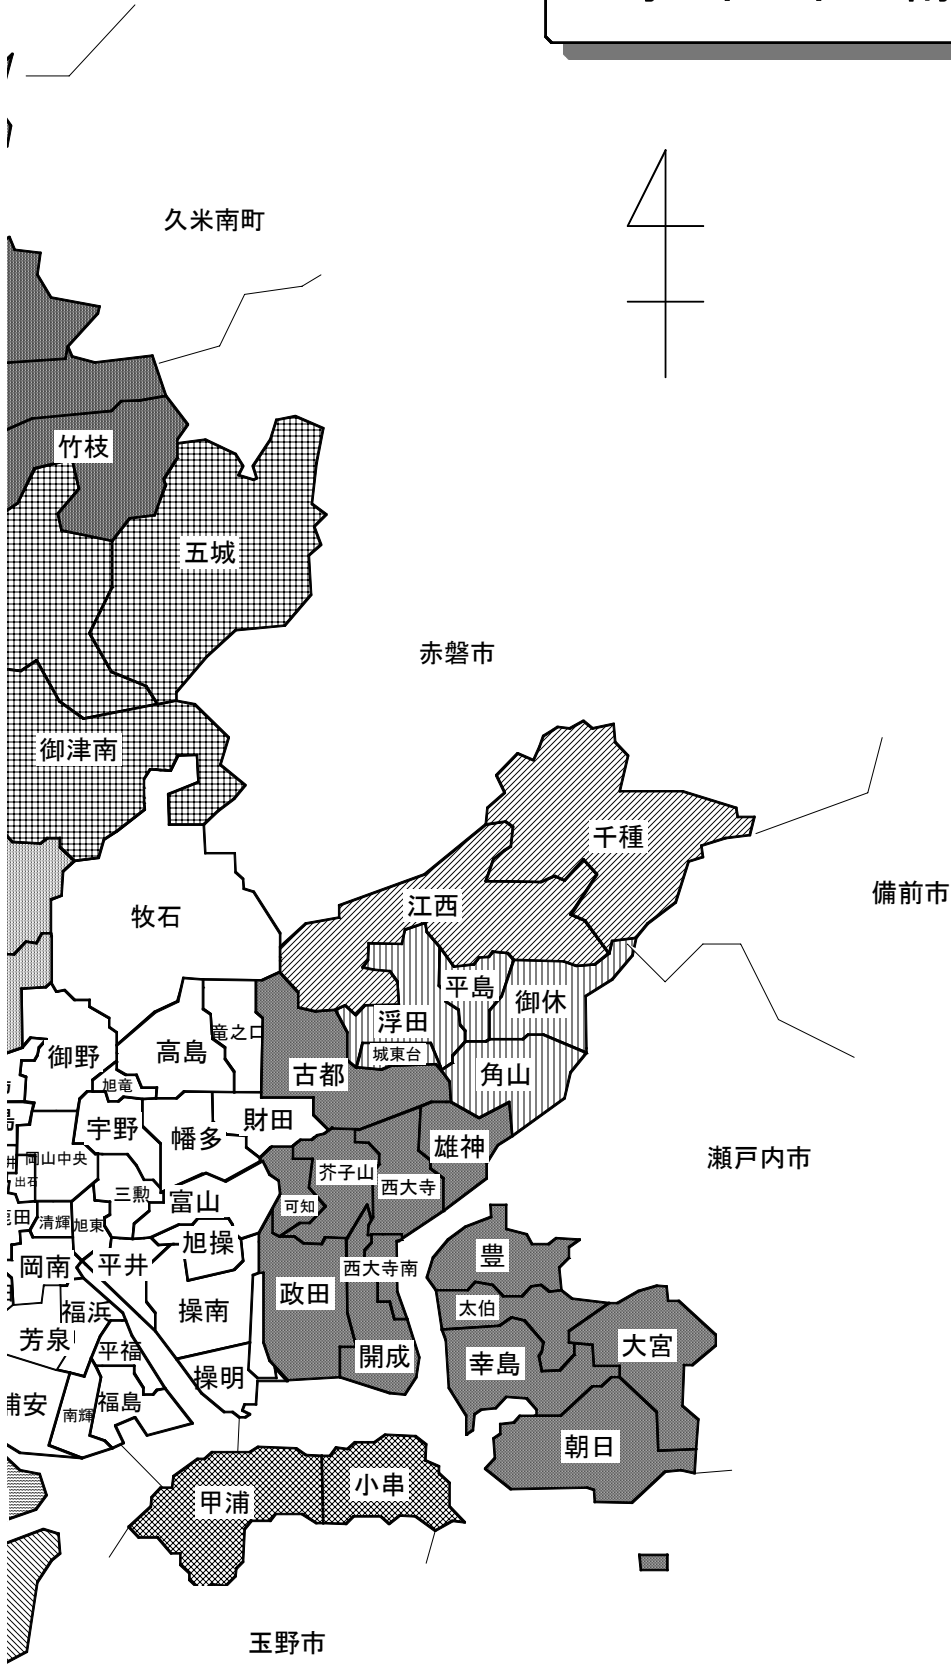 久米南町
竹枝
五城
赤磐市
御津南
千種
備前市
江西
牧石
平島
御休
浮田
竜之口
高島
御野
城東台
古都
角山
旭竜
財田
宇野
幡多
雄神
瀬戸内市
岡山中央
芥子山
西大寺
出石
三勲
富山
可知
清輝
旭東
旭操
豊
岡南
平井
西大寺南
政田
太伯
福浜
操南
芳泉
平福
開成
幸島
大宮
操明
福島
南輝
朝日
小串
甲浦
玉野市